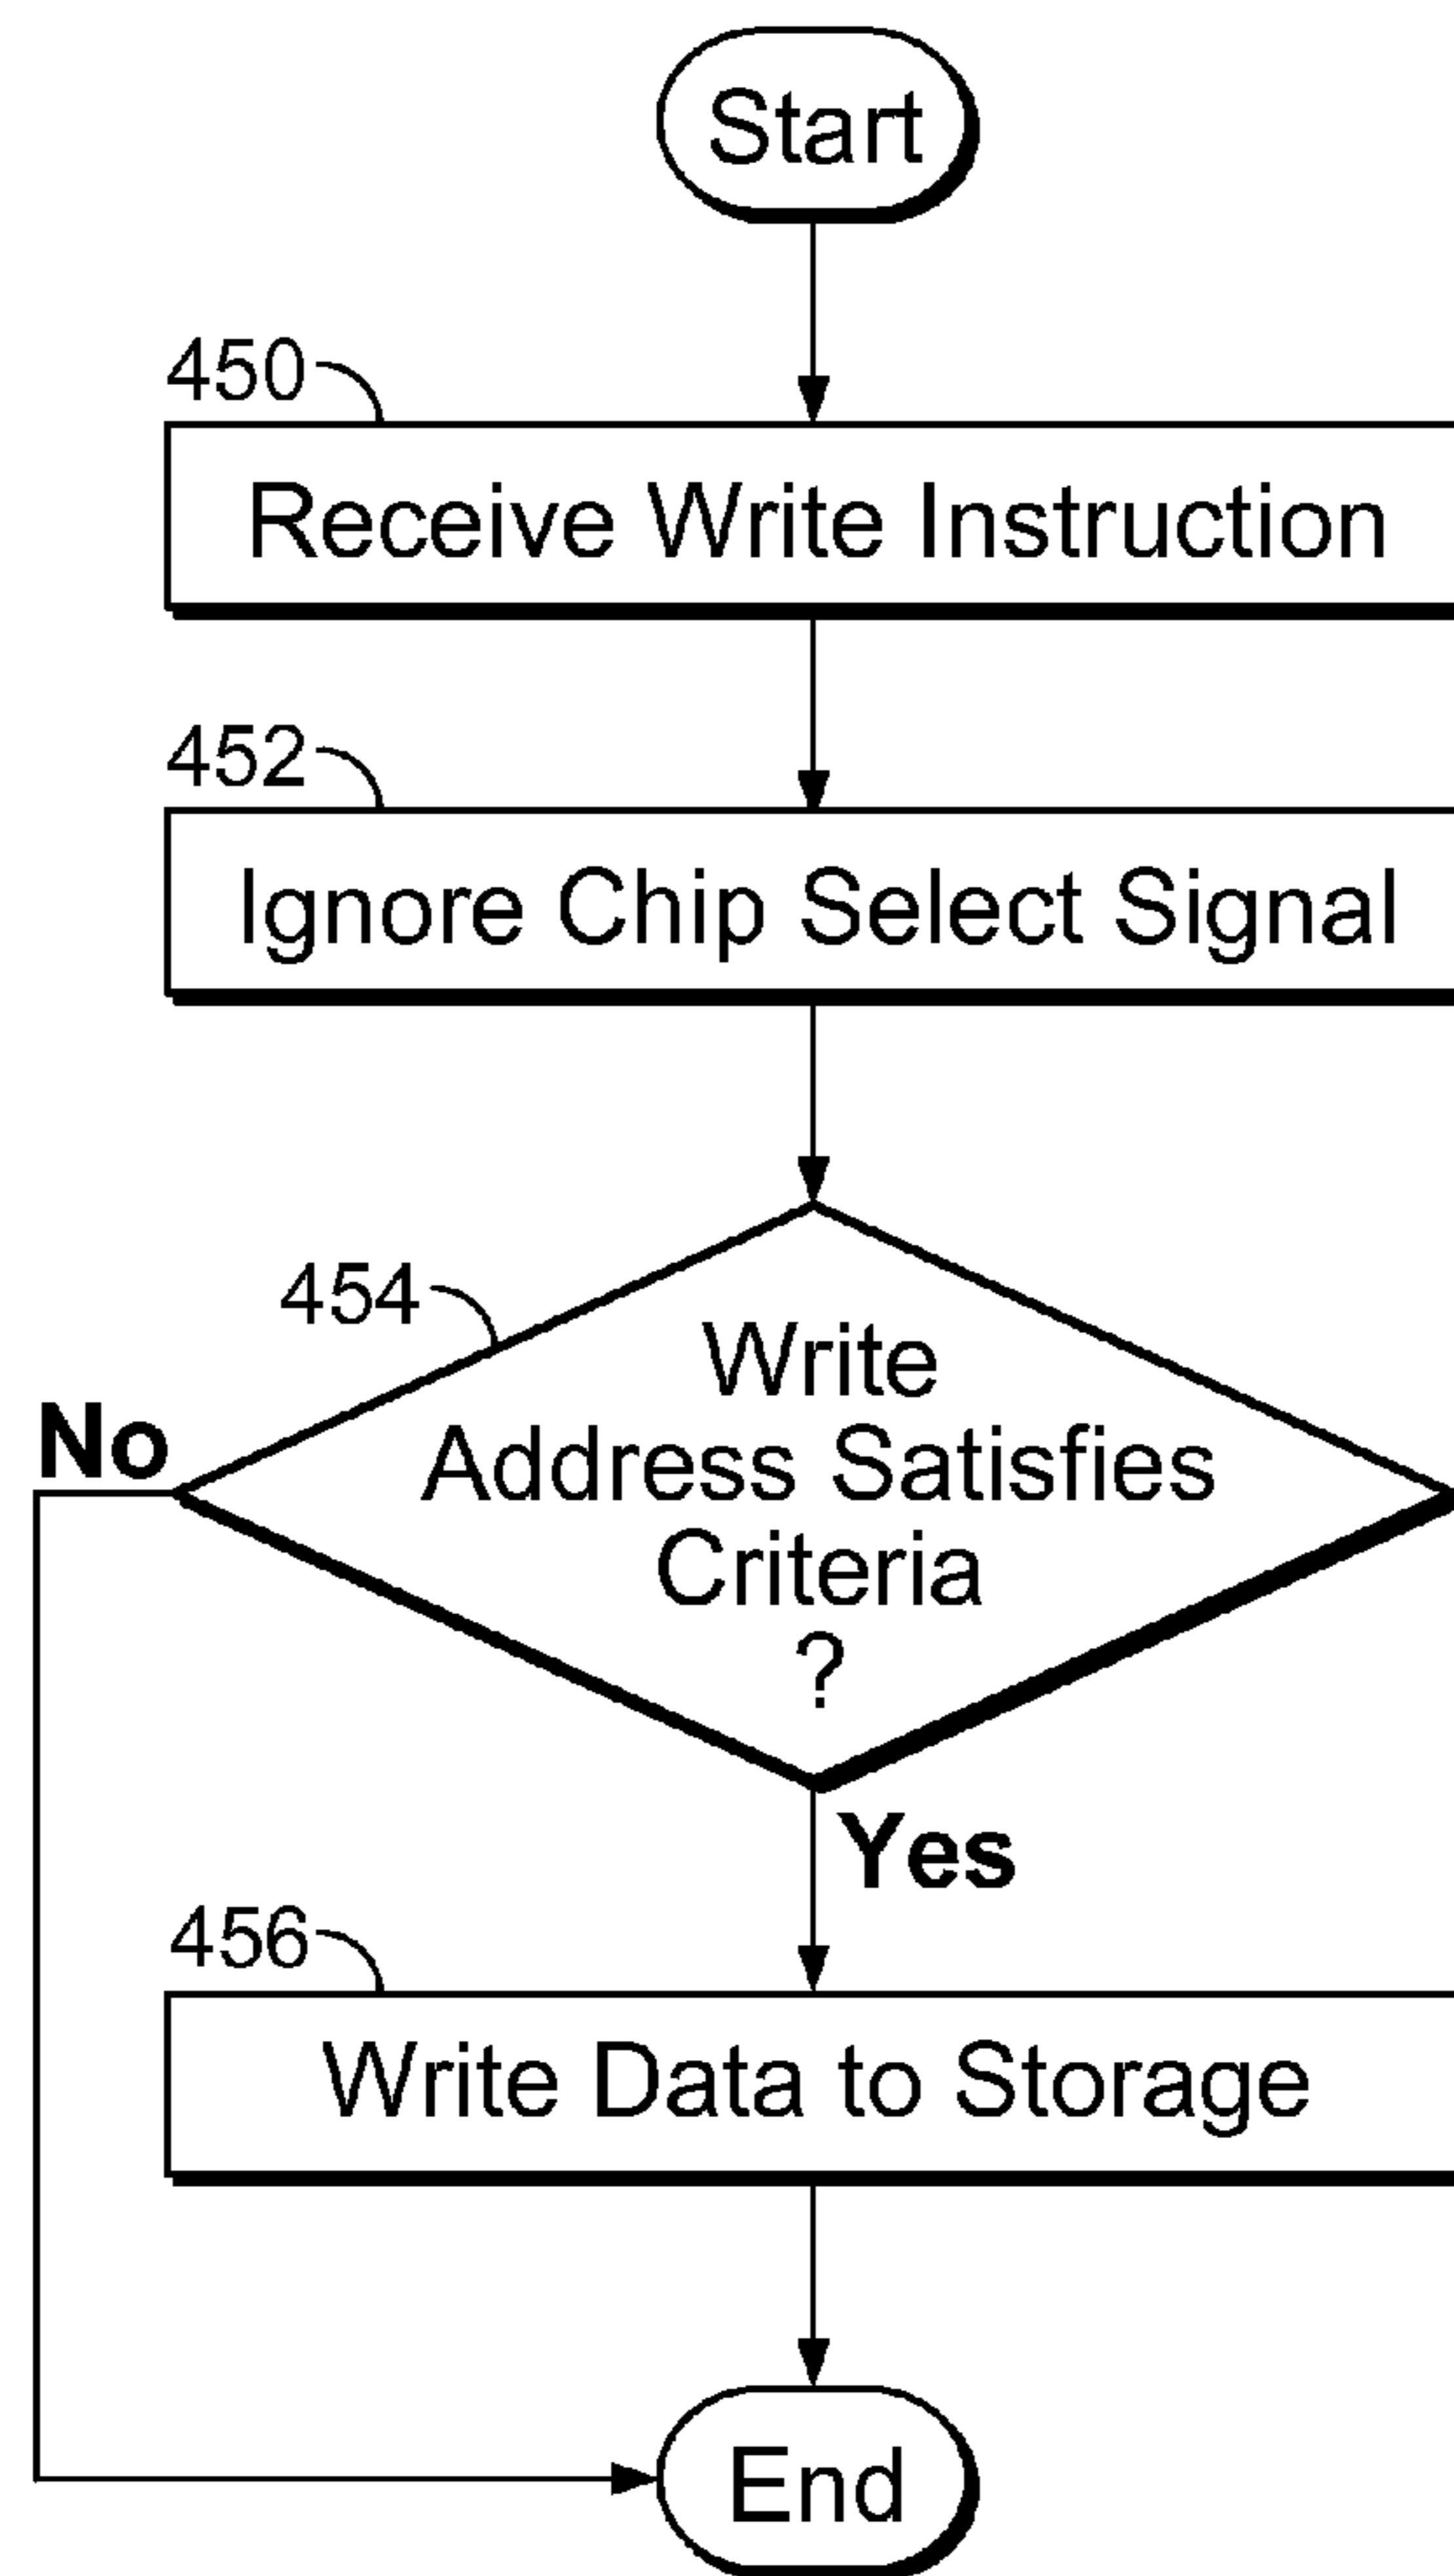 Start
450
Receive Write Instruction
452
Ignore Chip Select Signal
454
Write
Address Satisfies
Criteria
?
No
Yes
456
Write Data to Storage
End